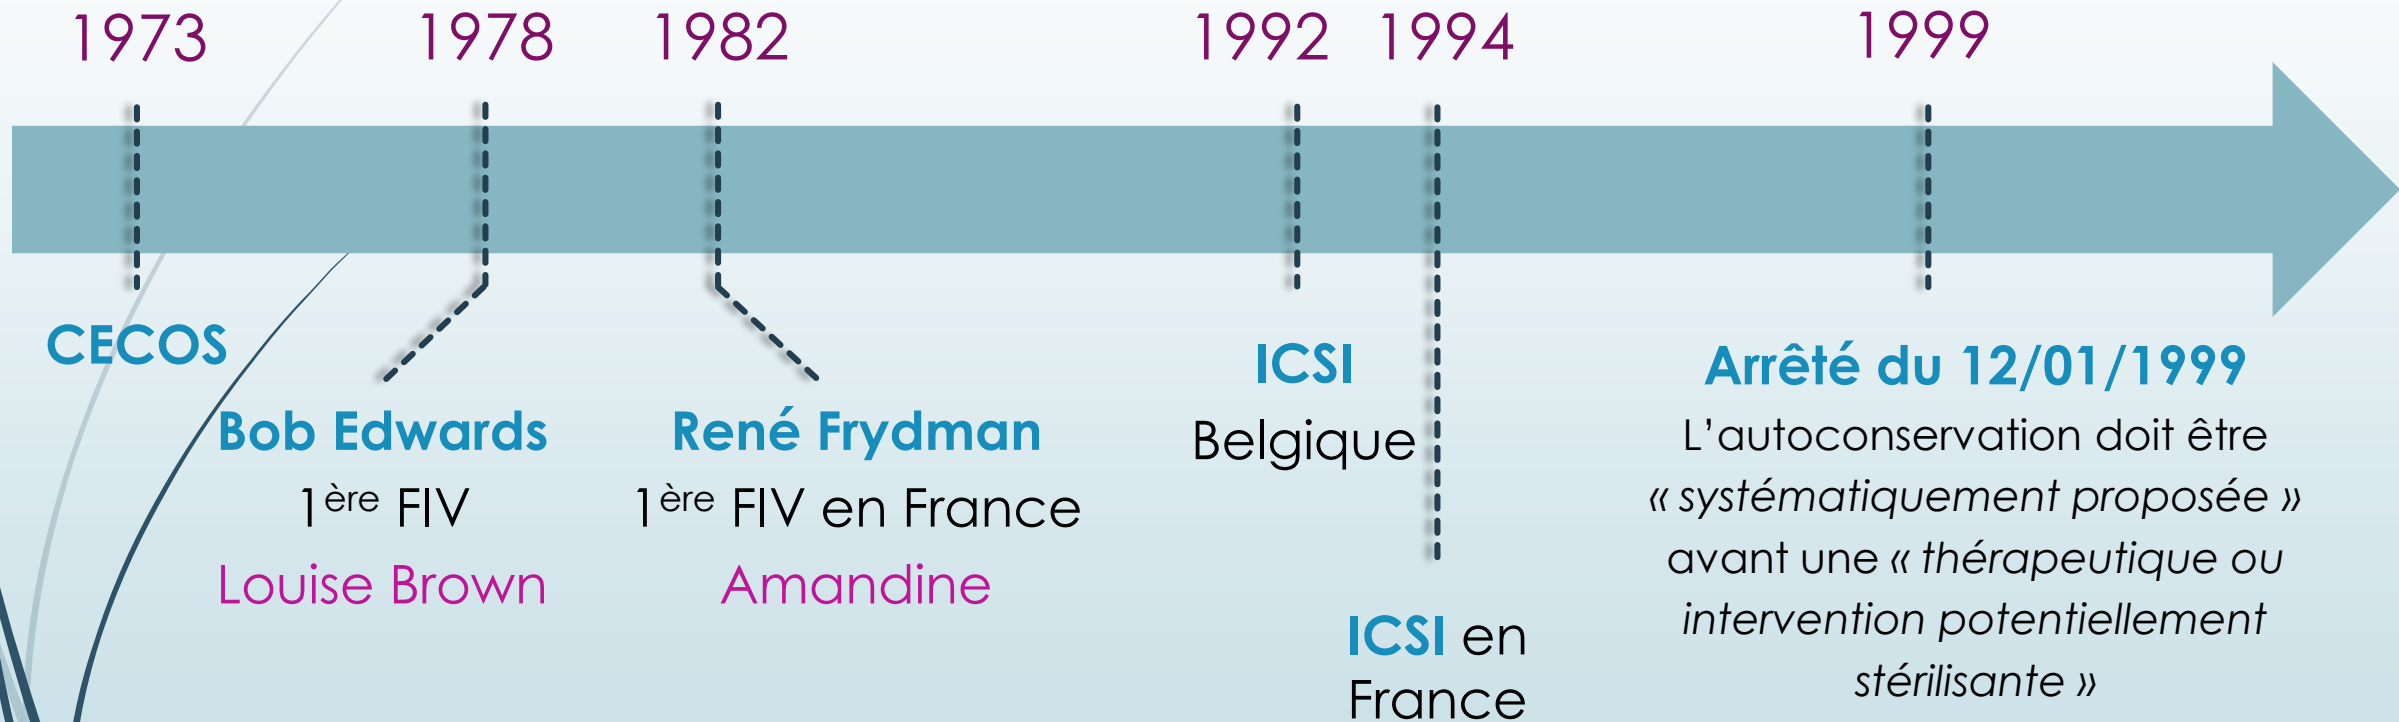 1973
1978
1982
1992
1994
1999
CECOS
Bob Edwards
1ère FIV
Louise Brown
René Frydman
1ère FIV en France
Amandine
ICSI
Belgique
ICSI en
France
Arrêté du 12/01/1999
L’autoconservation doit être
« systématiquement proposée »
avant une « thérapeutique ou
intervention potentiellement
stérilisante »